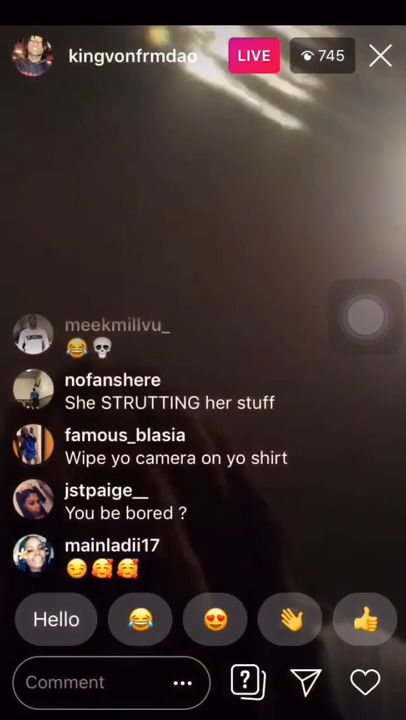 kingvonfrmdao
LIVE
745
meekmillvu_
😂💀
nofanshere
She STRUTTING her stuff
famous_blasia
Wipe yo camera on yo shirt
jstpaige__
You be bored ?
mainladii17
😏🥰🥰
Hello 😂 😍 👋 👍
Comment